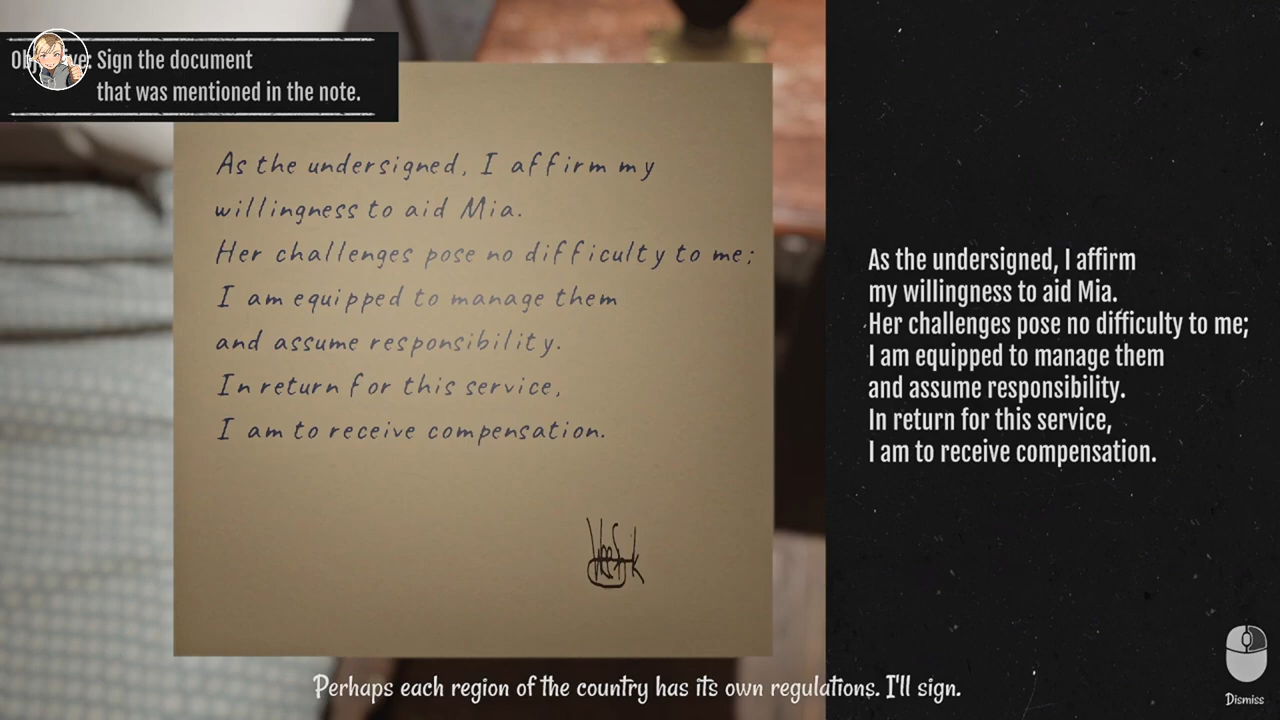 Sign the document
that was mentioned in the note.
As the undersigned, I affirm my
willingness to aid Mia.
Her challenges pose no difficulty to me;
I am equipped to manage them
and assume responsibility.
In return for this service,
I am to receive compensation.
As the undersigned, I affirm
my willingness to aid Mia.
Her challenges pose no difficulty to me;
I am equipped to manage them
and assume responsibility.
In return for this service,
I am to receive compensation.
Perhaps each region of the country has its own regulations. I'll sign.
Dismiss